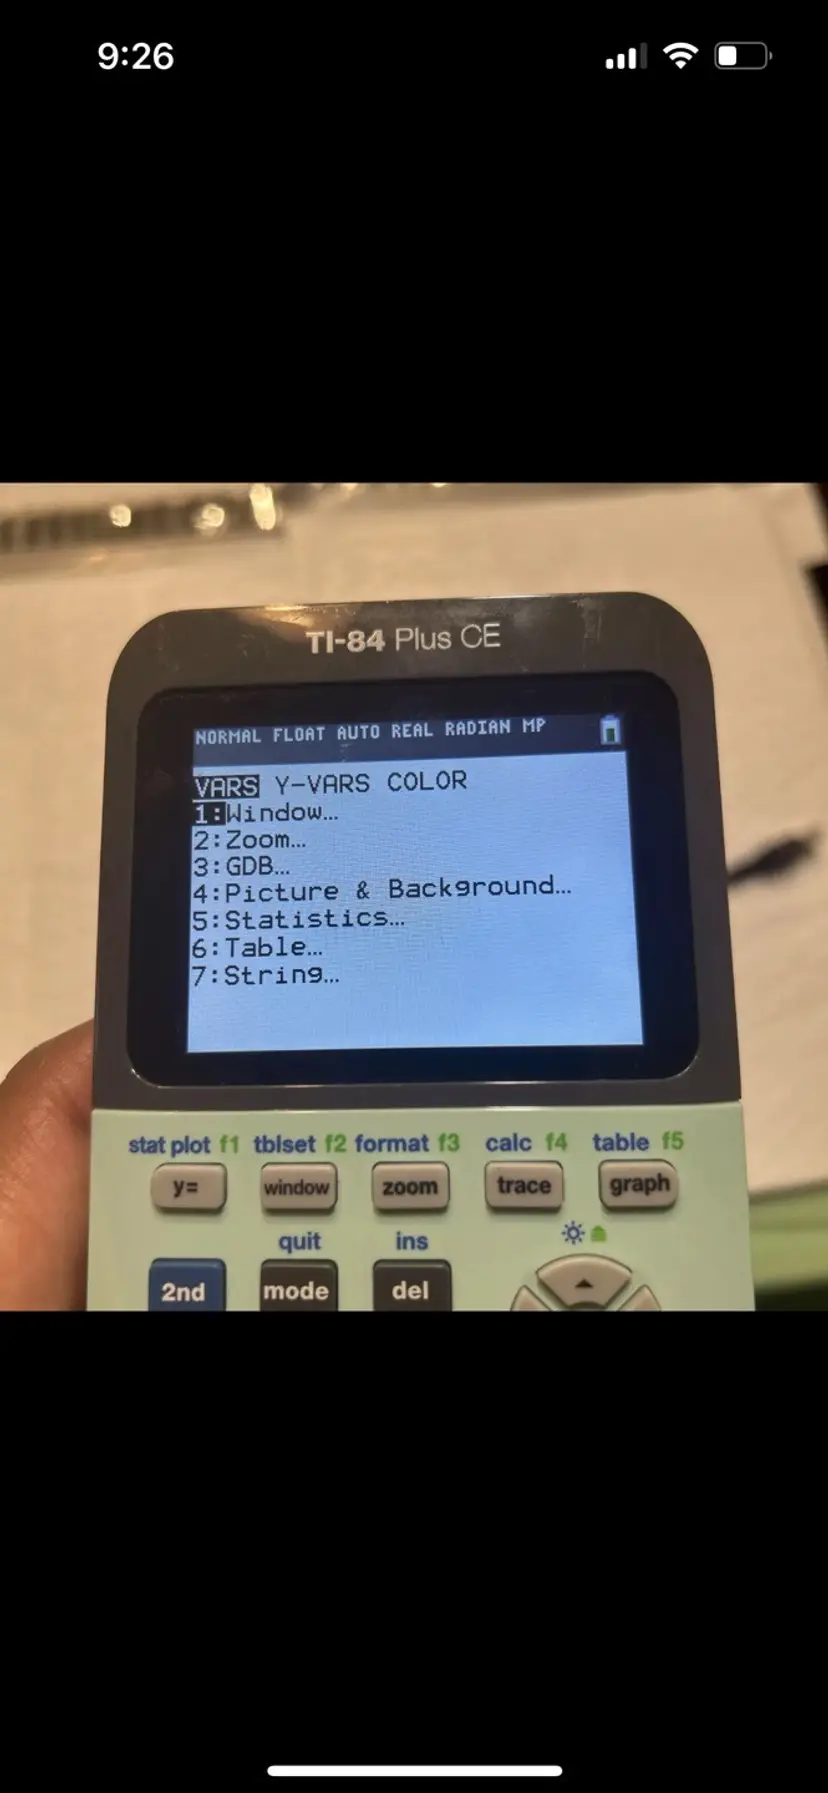 9:26
TI-84 Plus CE
NORMAL FLOAT AUTO REAL RADIAN MP
VARS Y-VARS COLOR
1:Window...
2:Zoom...
3:GDB...
4:Picture & Background...
5:Statistics...
6:Table...
7:String...
stat plot f1 tblset f2 format f3 calc f4 table f5
y= window zoom trace graph
quit ins
2nd mode del